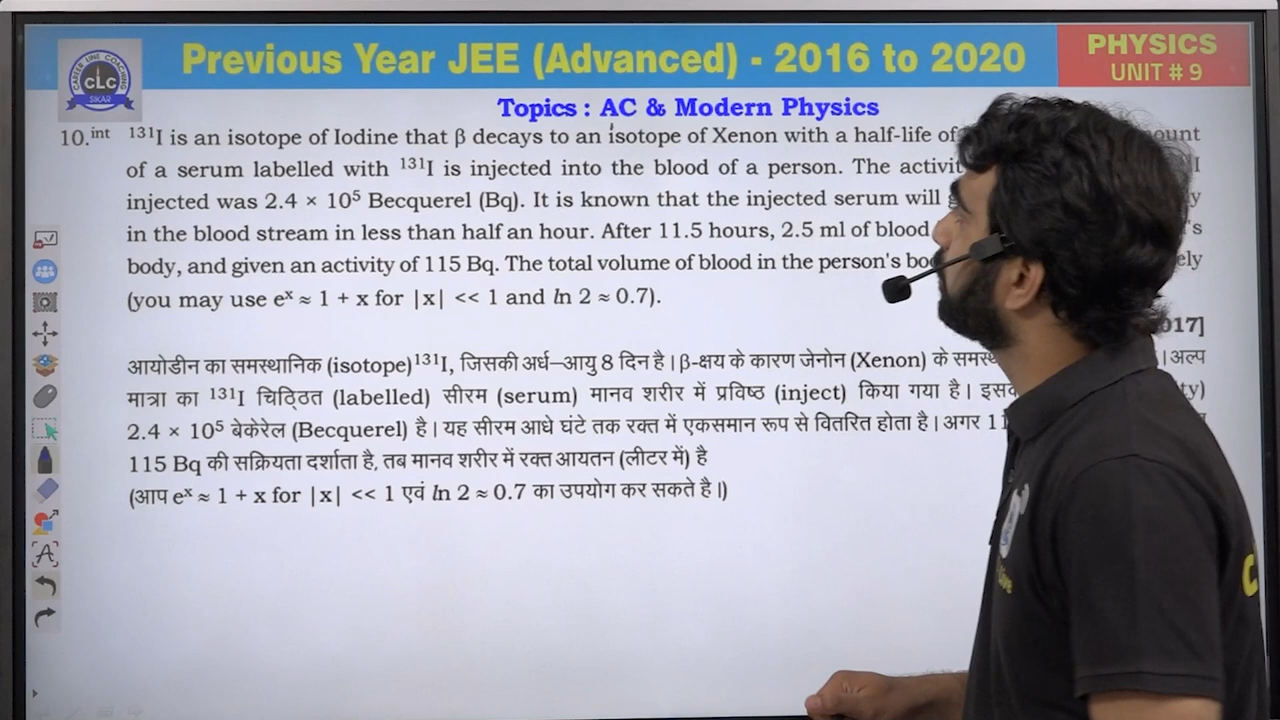 CAREER LINE COACHING
CLC
SIKAR
Previous Year JEE (Advanced) - 2016 to 2020
PHYSICS
UNIT # 9
Topics : AC & Modern Physics
10.int ¹³¹I is an isotope of Iodine that β decays to an isotope of Xenon with a half-life of
of a serum labelled with ¹³¹I is injected into the blood of a person. The I
injected was 2.4 × 10⁵ Becquerel (Bq). It is known that the injected serum will
in the blood stream in less than half an hour. After 11.5 hours, 2.5 ml of blood
body, and given an activity of 115 Bq. The total volume of blood in the person's
(you may use eˣ ≈ 1 + x for |x| << 1 and ln 2 ≈ 0.7).
आयोडीन का समस्थानिक (isotope)¹³¹I, जिसकी अर्ध–आयु 8 दिन है। β-क्षय के कारण जेनोन (Xenon) के । अल्प
मात्रा का ¹³¹I चिठ्ठित (labelled) सीरम (serum) मानव शरीर में प्रविष्ठ (inject) किया गया है।
2.4 × 10⁵ बेकेरेल (Becquerel) है। यह सीरम आधे घंटे तक रक्त में एकसमान रूप से वितरित होता है। अगर
115 Bq की सक्रियता दर्शाता है, तब मानव शरीर में रक्त आयतन (लीटर में) है
(आप eˣ ≈ 1 + x for |x| << 1 एवं ln 2 ≈ 0.7 का उपयोग कर सकते है।)